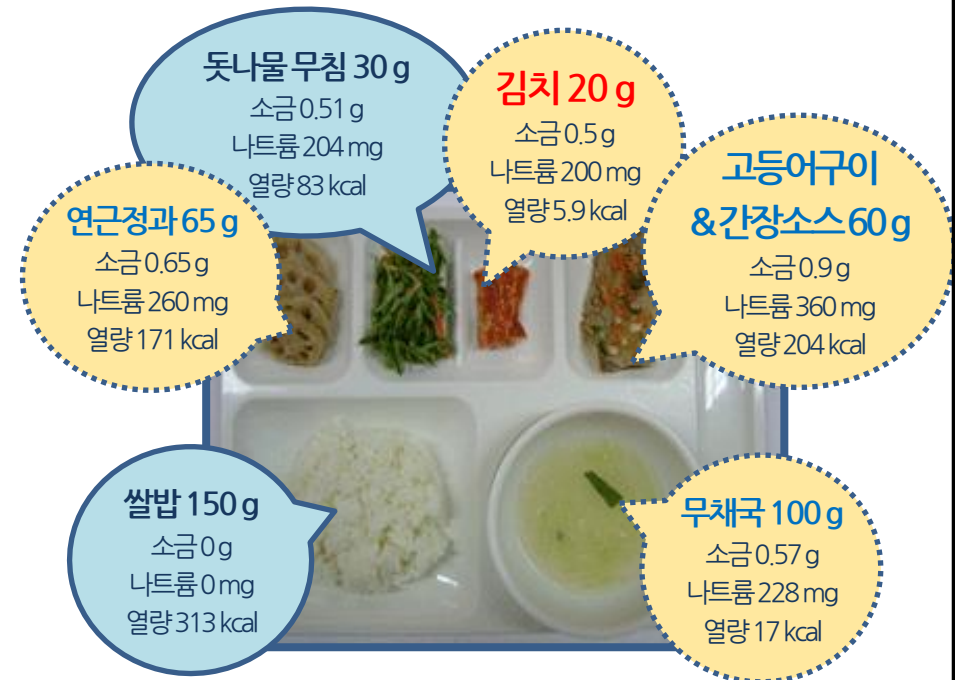 돗나물 무침 30 g
소금 0.51 g
나트륨 204 mg
열량 83 kcal
김치 20 g
소금 0.5 g
나트륨 200 mg
열량 5.9 kcal
고등어구이
&간장소스 60 g
소금 0.9 g
나트륨 360 mg
열량 204 kcal
연근정과 65 g
소금 0.65 g
나트륨 260 mg
열량 171 kcal
쌀밥 150 g
소금 0 g
나트륨 0 mg
열량 313 kcal
무채국 100 g
소금 0.57 g
나트륨 228 mg
열량 17 kcal